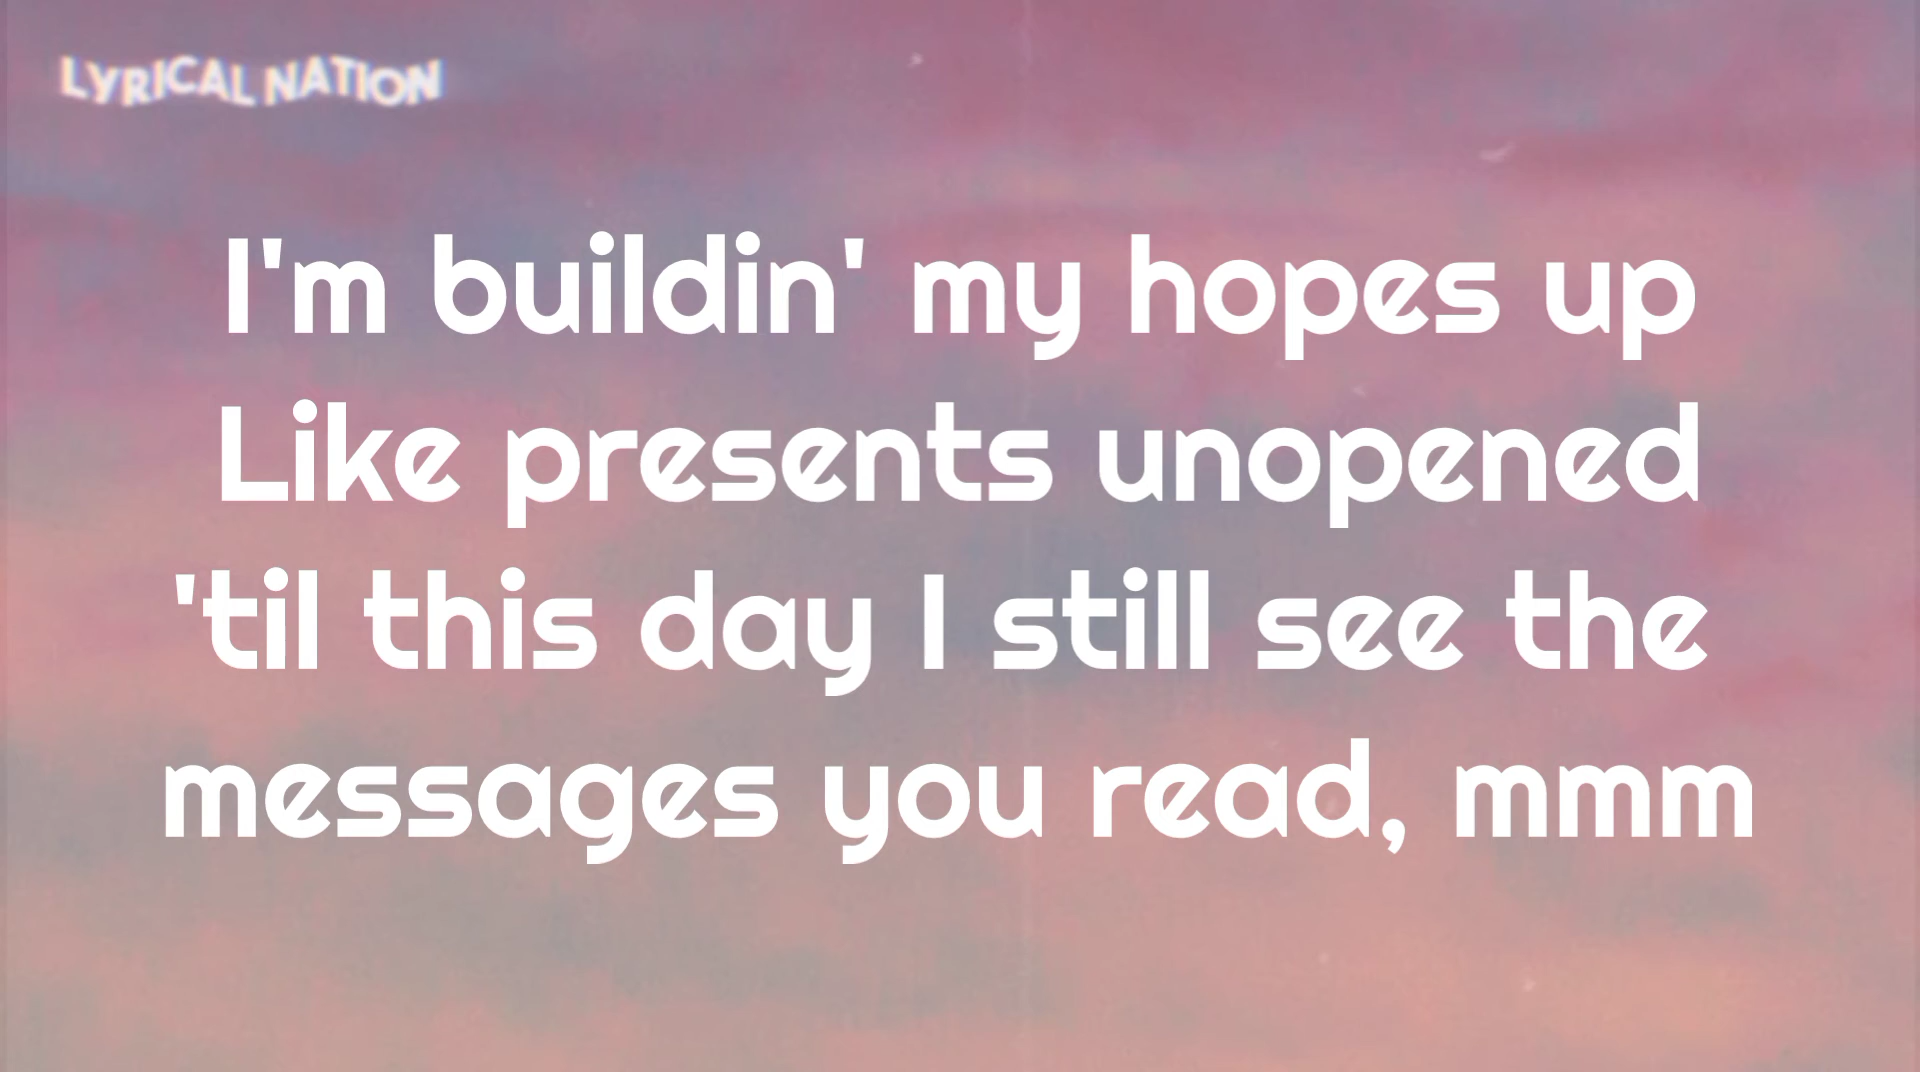 LYRICAL NATION
I'm buildin' my hopes up
Like presents unopened
'til this day I still see the
messages you read, mmm